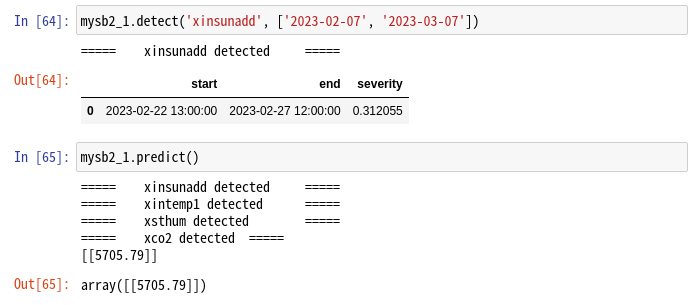 In [64]: mysb2_1.detect('xinsunadd', ['2023-02-07', '2023-03-07'])
===== xinsunadd detected =====
Out[64]:
start end severity
0 2023-02-22 13:00:00 2023-02-27 12:00:00 0.312055
In [65]: mysb2_1.predict()
===== xinsunadd detected =====
===== xintemp1 detected =====
===== xsthum detected =====
===== xco2 detected =====
[[5705.79]]
Out[65]: array([[5705.79]])